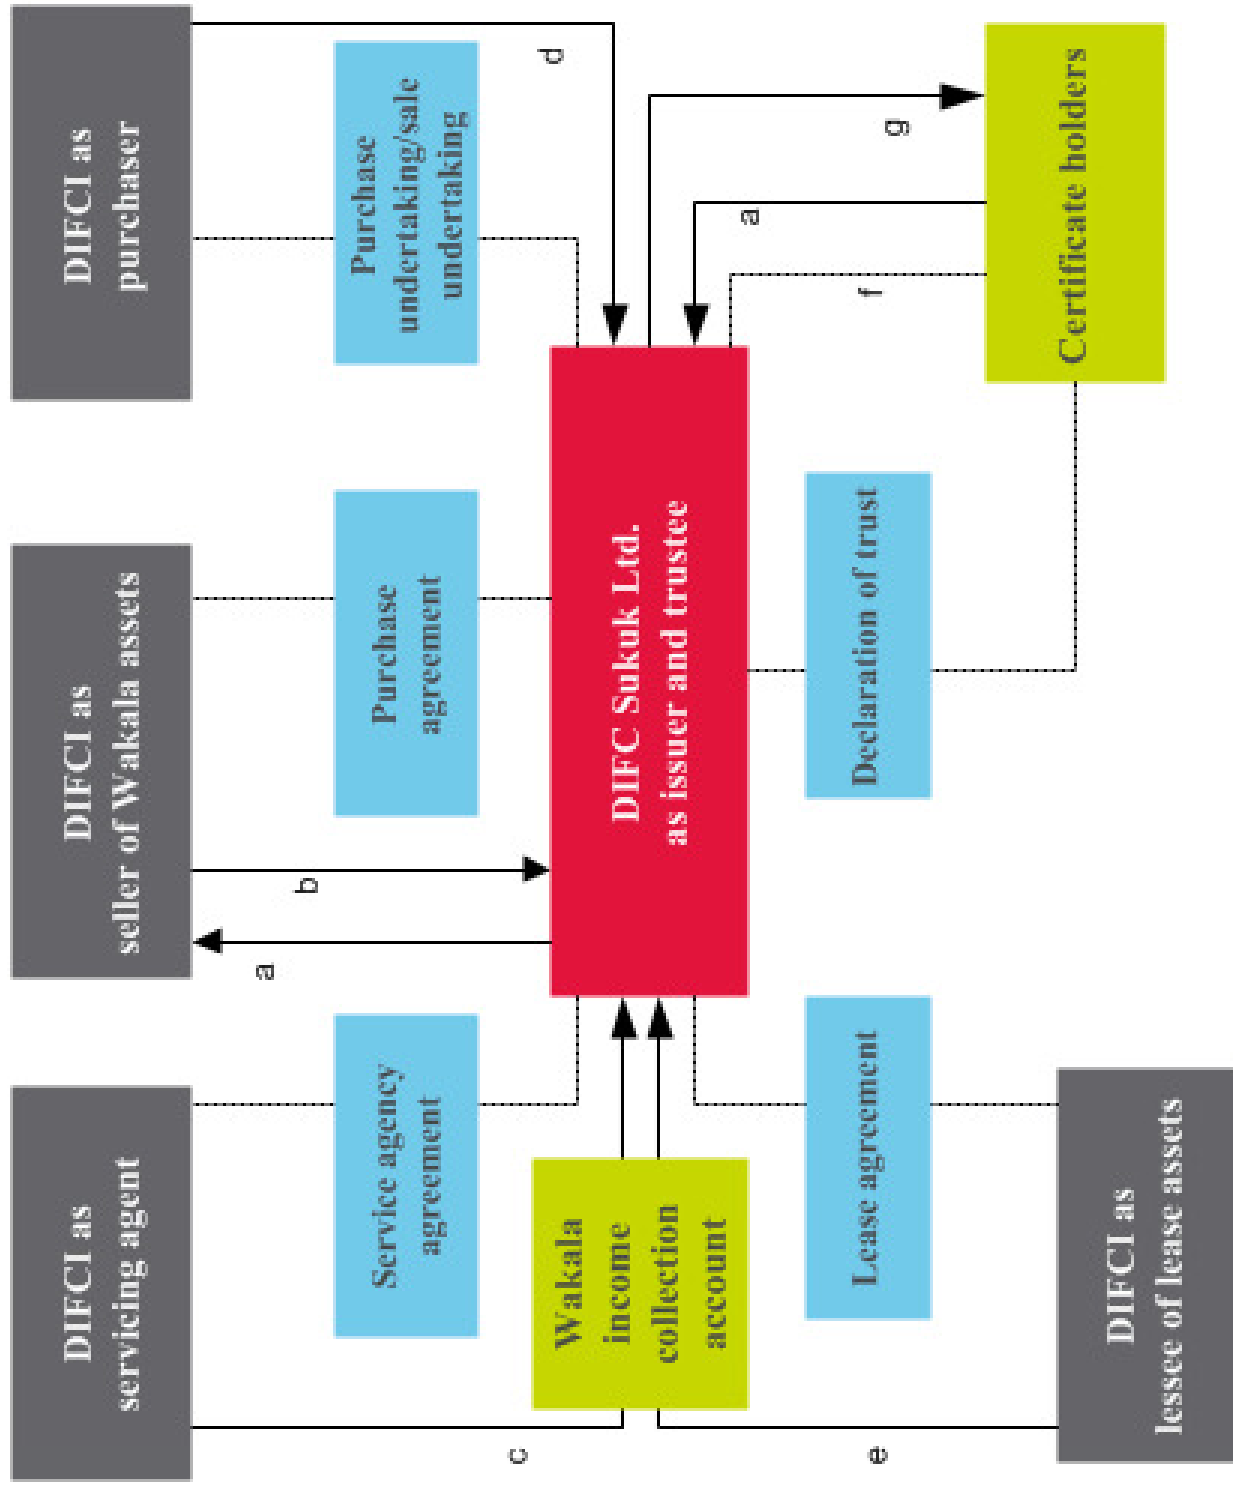 DIFCI as
servicing agent
DIFCI as
seller of Wakala assets
DIFCI as
purchaser
a
b
Service agency
agreement
Purchase
agreement
Purchase
undertaking/sale
undertaking
c
d
Wakala
income
collection
account
DIFC Sukuk Ltd.
as issuer and trustee
a
e
Lease agreement
Declaration of trust
f
g
DIFCI as
lessee of lease assets
Certificate holders